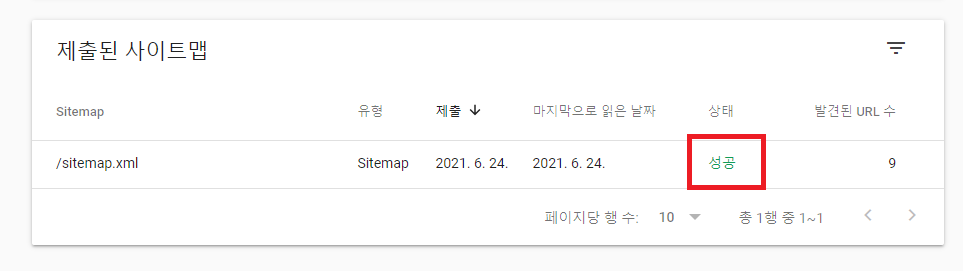 제출된 사이트맵
Sitemap 유형 제출 마지막으로 읽은 날짜 상태 발견된 URL 수
/sitemap.xml Sitemap 2021. 6. 24. 2021. 6. 24. 성공 9
페이지당 행 수: 10 총 1행 중 1~1